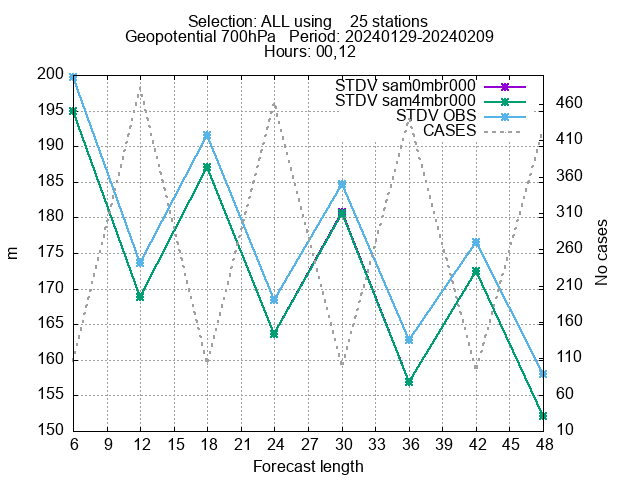 Selection: ALL using    25 stations
Geopotential 700hPa   Period: 20240129-20240209
Hours: 00,12
STDV sam0mbr000
STDV sam4mbr000
STDV OBS
CASES
200
195
190
185
180
175
170
165
160
155
150
m
460
410
360
310
260
210
160
110
60
10
No cases
6 9 12 15 18 21 24 27 30 33 36 39 42 45 48
Forecast length